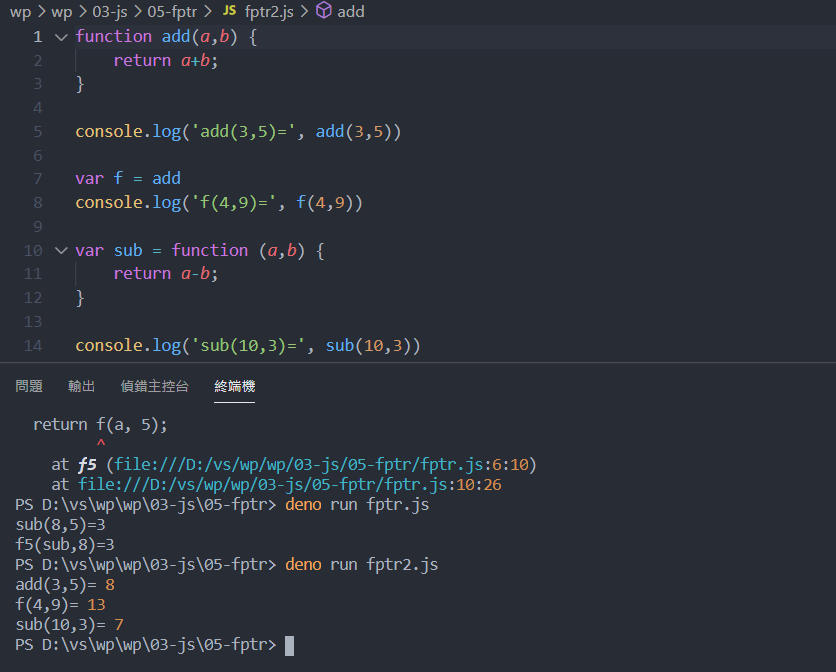 wp > wp > 03-js > 05-fptr > JS fptr2.js > add
1 function add(a,b) {
2 return a+b;
3 }
4
5 console.log('add(3,5)=', add(3,5))
6
7 var f = add
8 console.log('f(4,9)=', f(4,9))
9
10 var sub = function (a,b) {
11 return a-b;
12 }
13
14 console.log('sub(10,3)=', sub(10,3))
問題 輸出 偵錯主控台 終端機
return f(a, 5);
^
at f5 (file:///D:/vs/wp/wp/03-js/05-fptr/fptr.js:6:10)
at file:///D:/vs/wp/wp/03-js/05-fptr/fptr.js:10:26
PS D:\vs\wp\wp\03-js\05-fptr> deno run fptr.js
sub(8,5)=3
f5(sub,8)=3
PS D:\vs\wp\wp\03-js\05-fptr> deno run fptr2.js
add(3,5)= 8
f(4,9)= 13
sub(10,3)= 7
PS D:\vs\wp\wp\03-js\05-fptr>